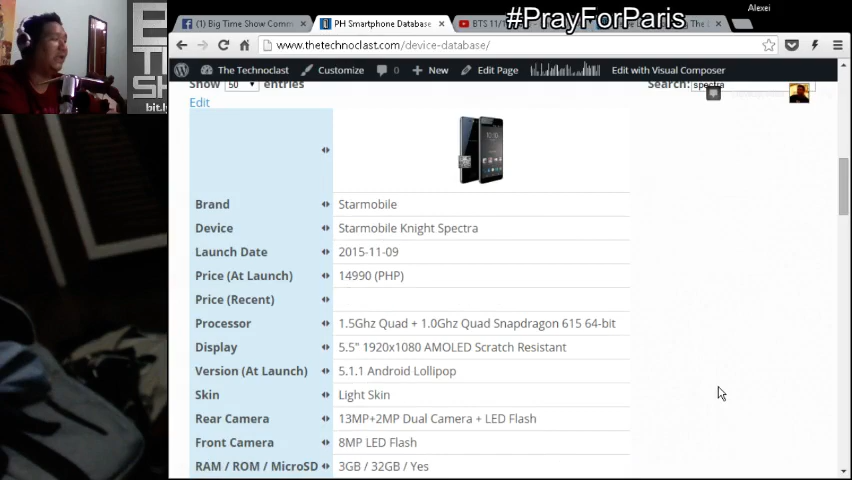 #PrayForParis
Alexei
(1) Big Time Show Comm
PH Smartphone Database
BTS 11/
www.thetechnoclast.com/device-database/
The Technoclast
Customize
0
New
Edit Page
Edit with Visual Composer
Show 50 entries
Search: spectra
Edit
Brand Starmobile
Device Starmobile Knight Spectra
Launch Date 2015-11-09
Price (At Launch) 14990 (PHP)
Price (Recent)
Processor 1.5Ghz Quad + 1.0Ghz Quad Snapdragon 615 64-bit
Display 5.5" 1920x1080 AMOLED Scratch Resistant
Version (At Launch) 5.1.1 Android Lollipop
Skin Light Skin
Rear Camera 13MP+2MP Dual Camera + LED Flash
Front Camera 8MP LED Flash
RAM / ROM / MicroSD 3GB / 32GB / Yes